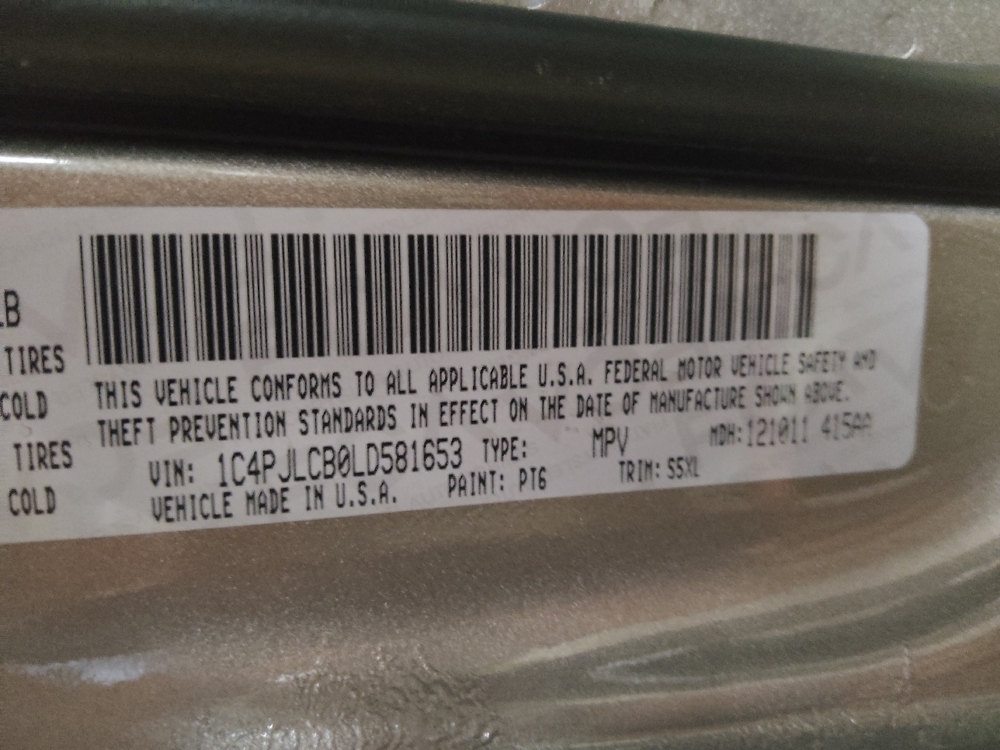 LB
TIRES
COLD
TIRES
COLD
THIS VEHICLE CONFORMS TO ALL APPLICABLE U.S.A. FEDERAL MOTOR VEHICLE SAFETY AND
THEFT PREVENTION STANDARDS IN EFFECT ON THE DATE OF MANUFACTURE SHOWN ABOVE.
VIN: 1C4PJLCB0LD581653 TYPE: MPV MDH:121011 415AA
VEHICLE MADE IN U.S.A. PAINT: PT6 TRIM: S5XL